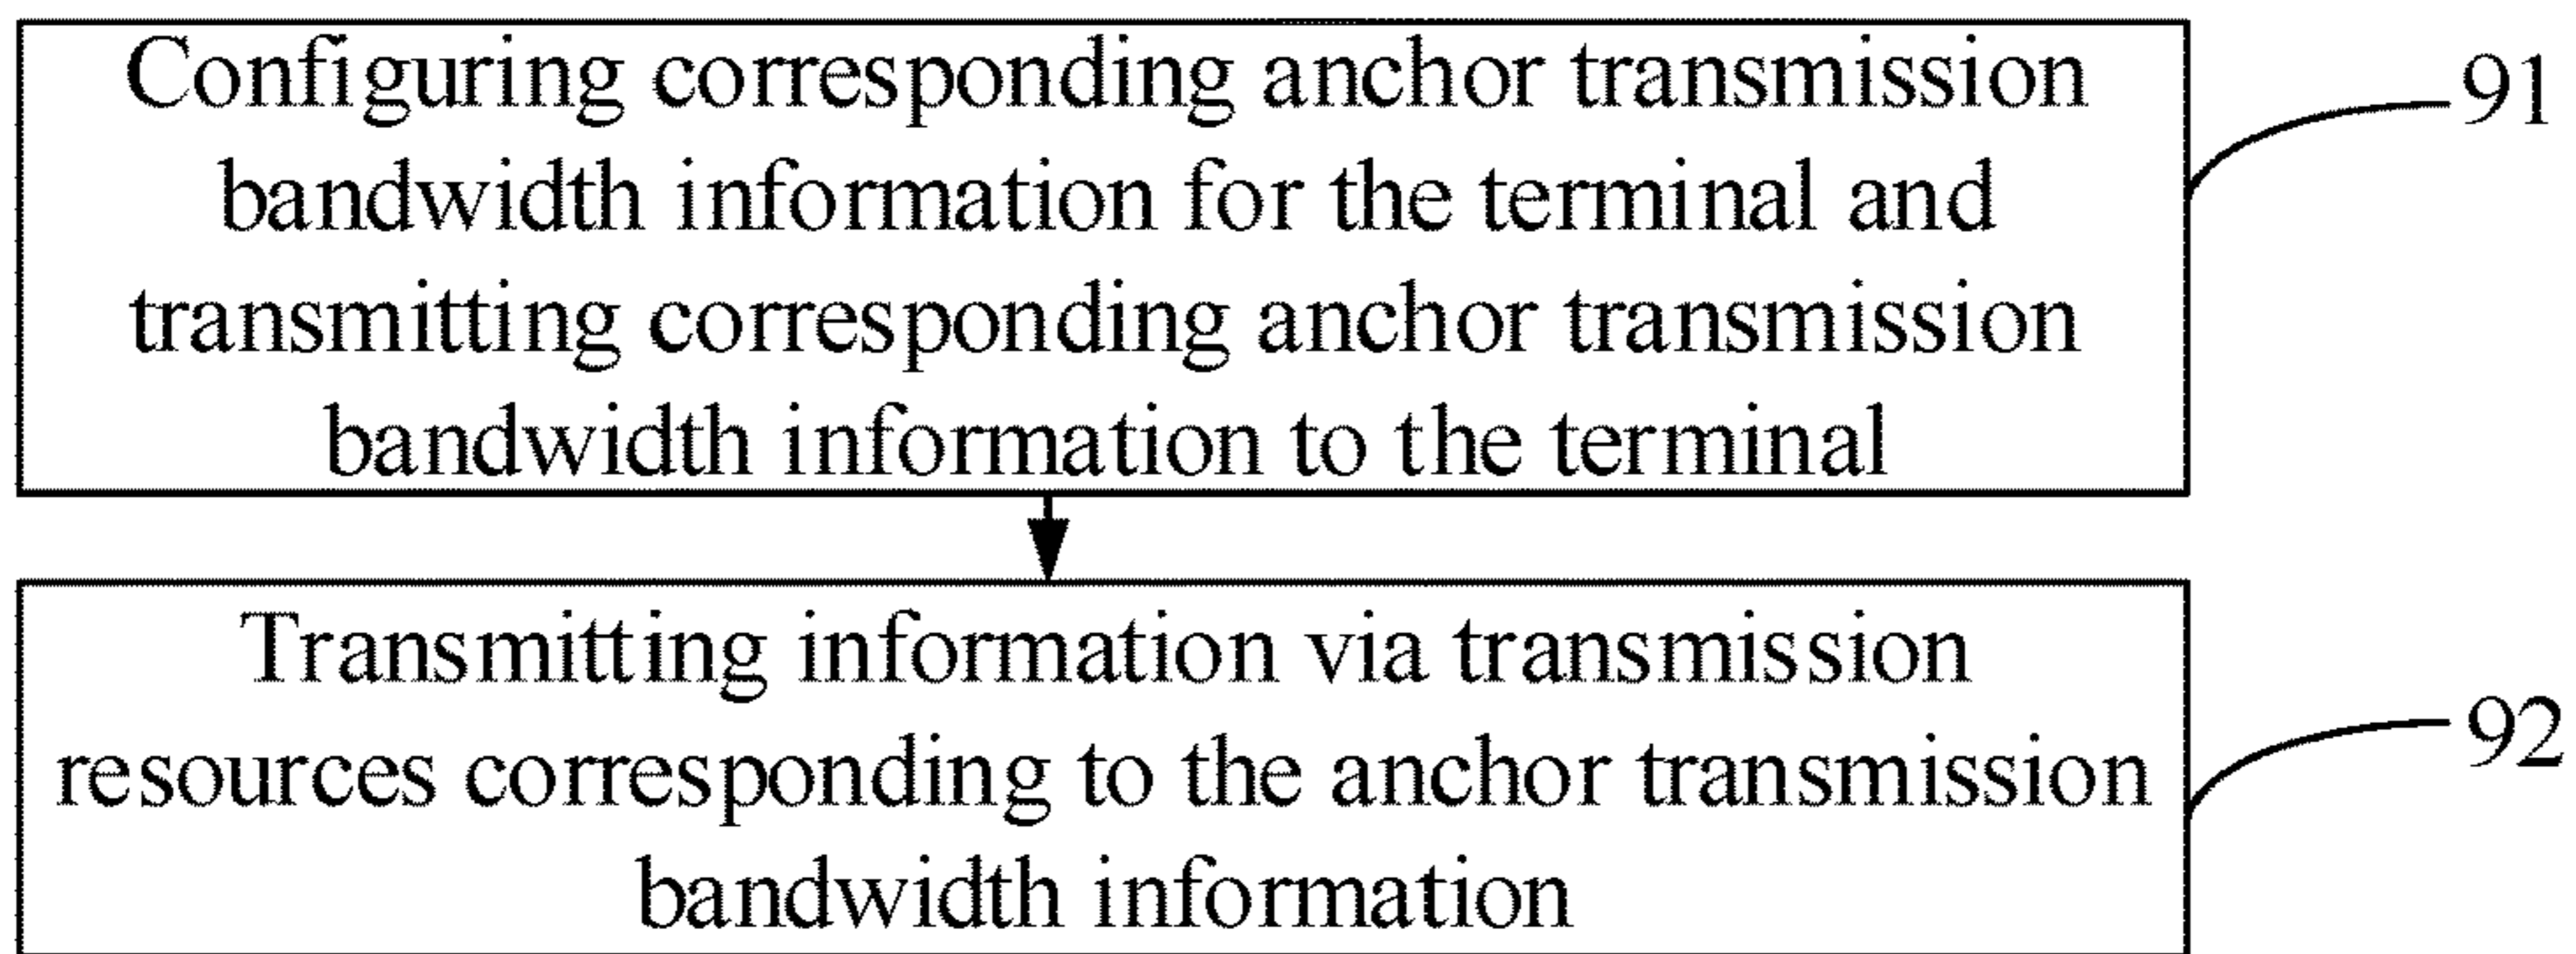 Configuring corresponding anchor transmission
bandwidth information for the terminal and
transmitting corresponding anchor transmission
bandwidth information to the terminal
91
Transmitting information via transmission
resources corresponding to the anchor transmission
bandwidth information
92